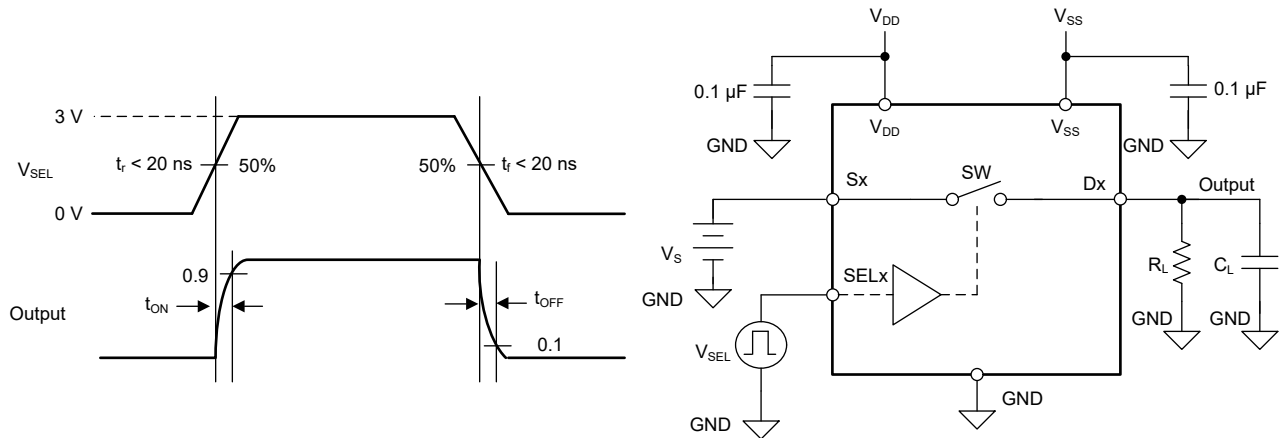 3 V
V_SEL
0 V
t_r < 20 ns
50%
50%
t_f < 20 ns
0.9
t_ON
Output
t_OFF
0.1
V_DD
V_SS
0.1 µF
0.1 µF
GND
V_DD
V_SS
GND
Sx
SW
Dx
Output
V_S
GND
SELx
R_L
C_L
GND
GND
V_SEL
GND
GND